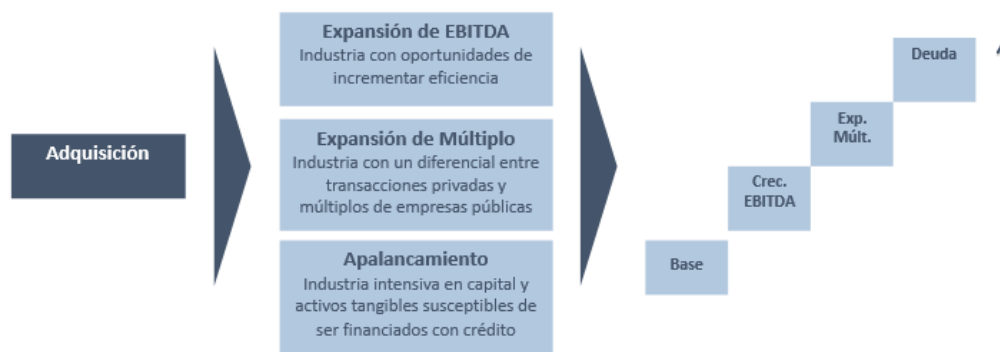 Adquisición
Expansión de EBITDA
Industria con oportunidades de
incrementar eficiencia
Expansión de Múltiplo
Industria con un diferencial entre
transacciones privadas y
múltiplos de empresas públicas
Apalancamiento
Industria intensiva en capital y
activos tangibles susceptibles de
ser financiados con crédito
Base
Crec.
EBITDA
Exp.
Múlt.
Deuda